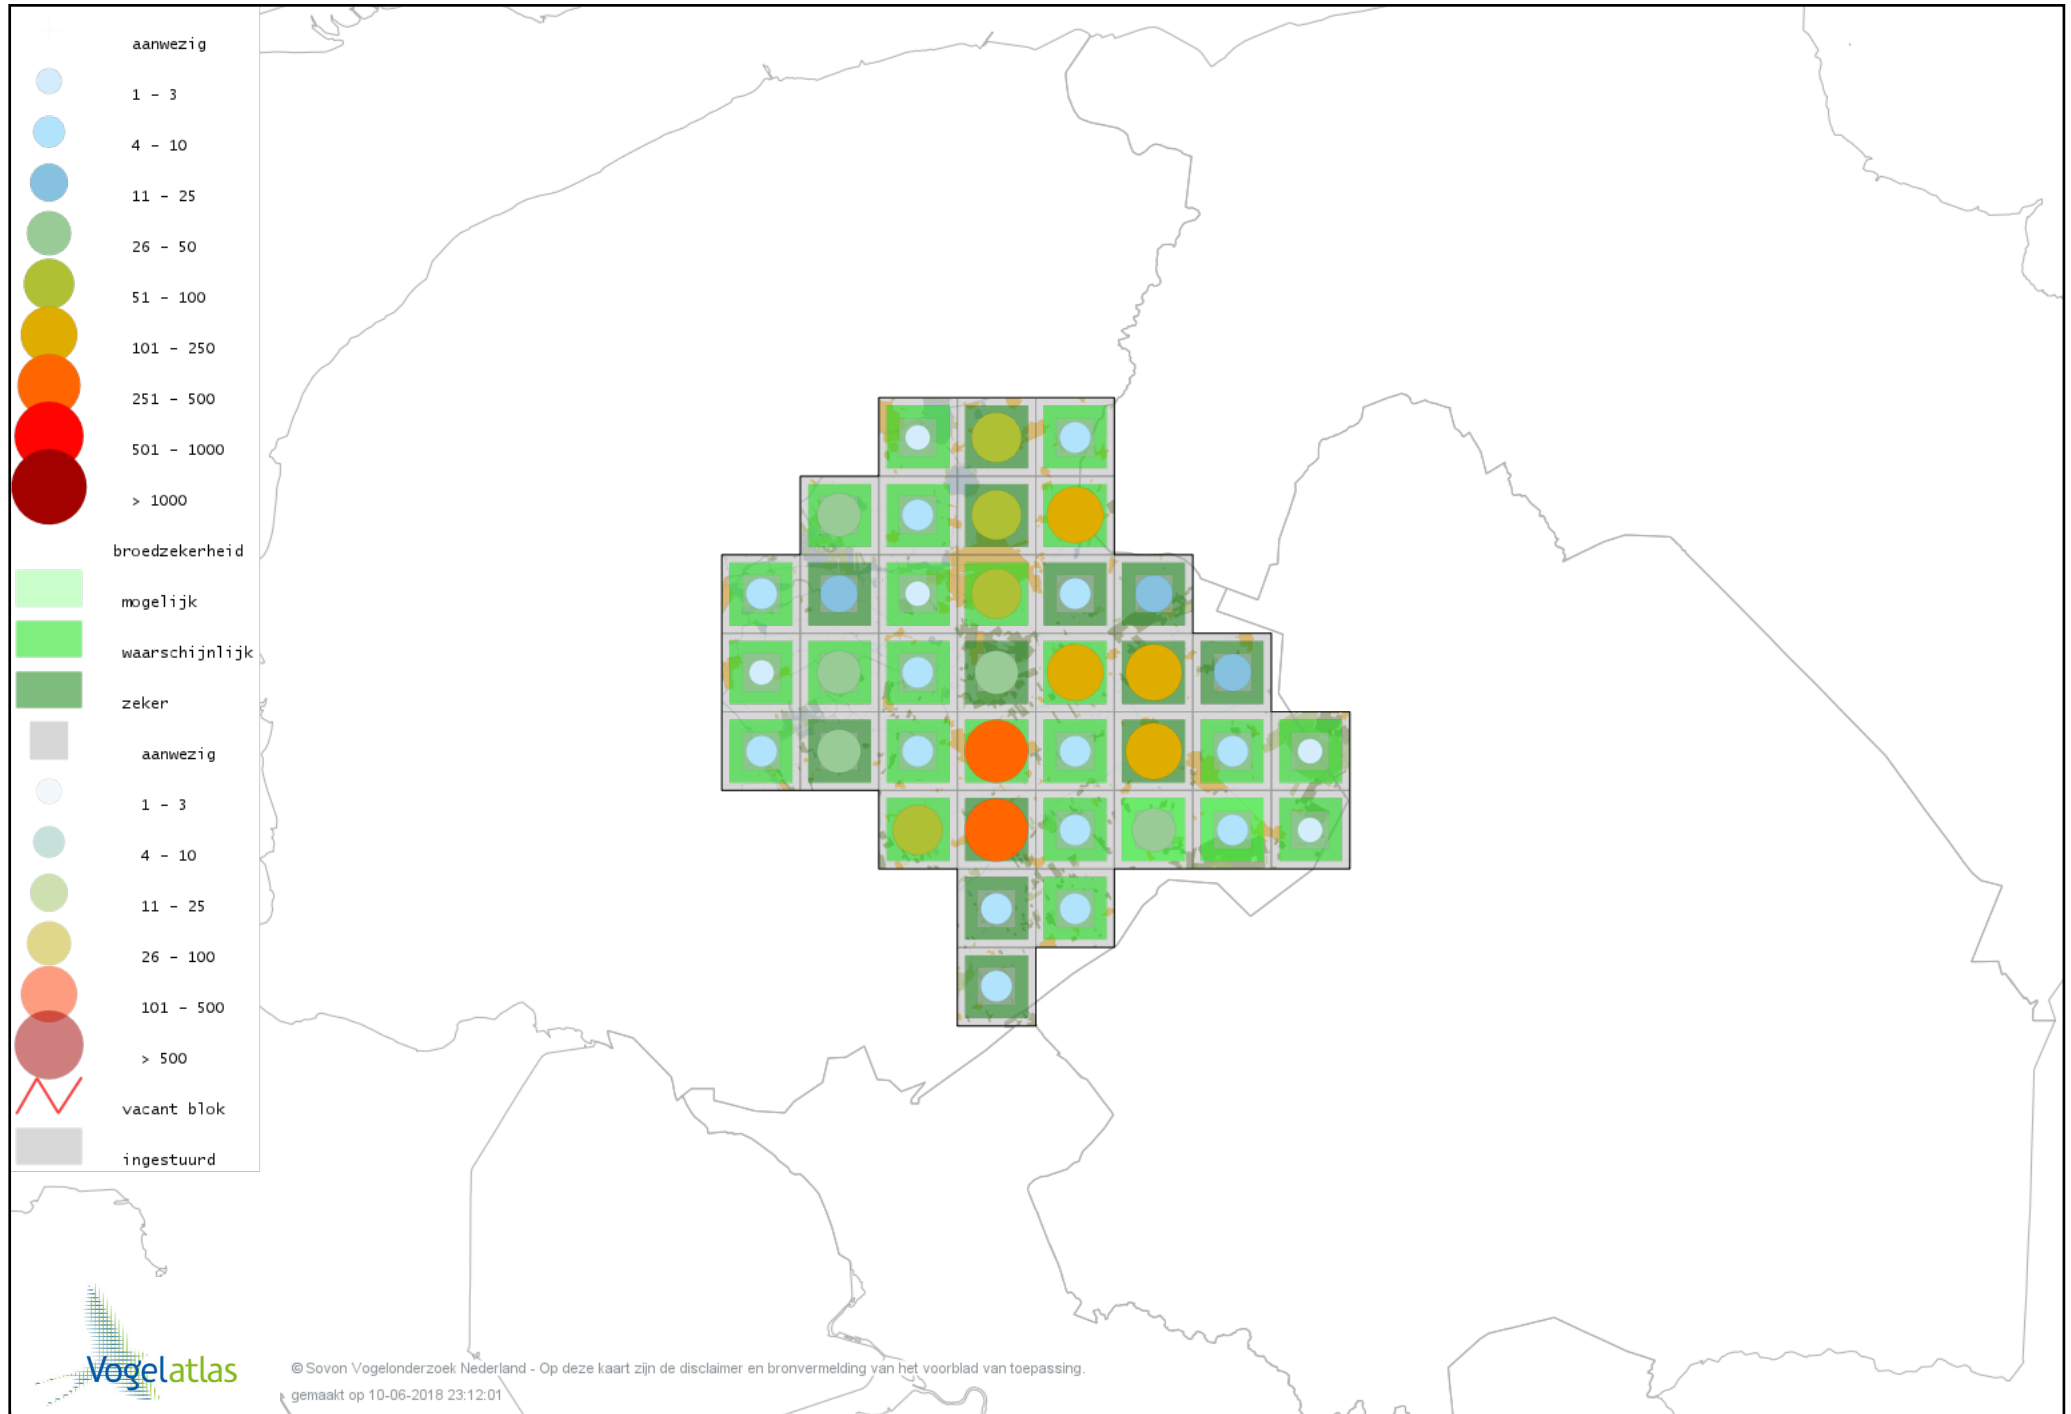 aanwezig
1 - 3
4 - 10
11 - 25
26 - 50
51 - 100
101 - 250
251 - 500
501 - 1000
> 1000
broedzekerheid
mogelijk
waarschijnlijk
zeker
aanwezig
1 - 3
4 - 10
11 - 25
26 - 100
101 - 500
> 500
vacant blok
ingestuurd
Vogelatlas
© Sovon Vogelonderzoek Nederland - Op deze kaart zijn de disclaimer en bronvermelding van het voorblad van toepassing.
gemaakt op 10-06-2018 23:12:01